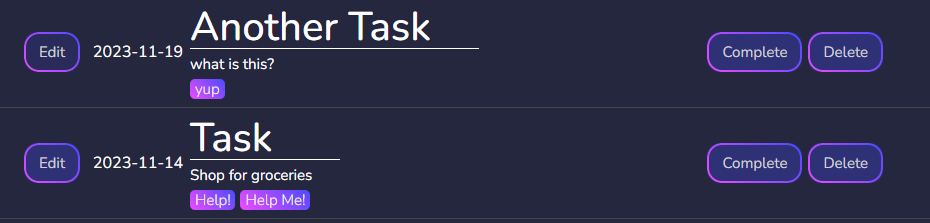 Another Task
Edit 2023-11-19 Complete Delete
what is this?
yup
Task
Edit 2023-11-14 Complete Delete
Shop for groceries
Help! Help Me!